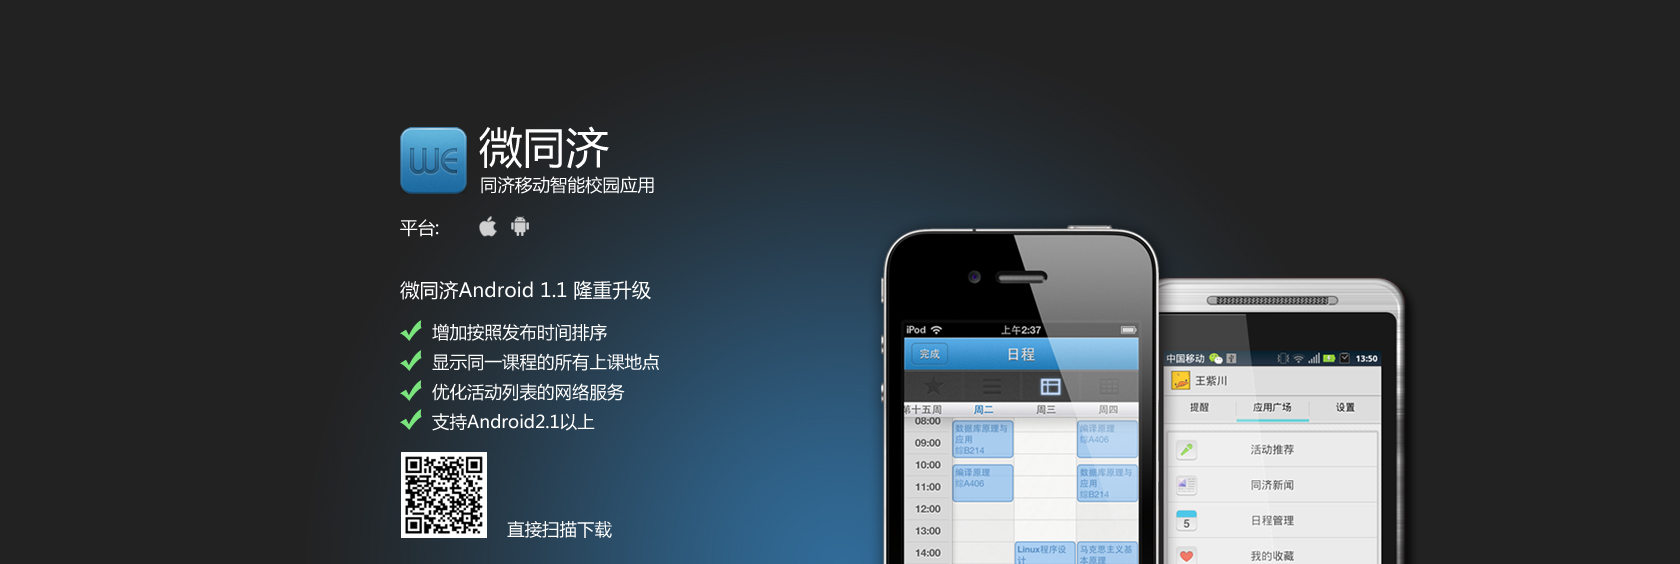 WE
微同济
同济移动智能校园应用
平台:
微同济Android 1.1 隆重升级
增加按照发布时间排序
显示同一课程的所有上课地点
优化活动列表的网络服务
支持Android2.1以上
直接扫描下载
iPod 上午2:37
完成 日程
第十五周 周二 周三 周四
08:00
09:00
10:00
11:00
12:00
13:00
14:00
数据库原理与
应用
综B214
编译原理
综A406
编译原理
综A406
数据库原理与
应用
综B214
Linux程序设
计
马克思主义基
本原理
中国移动 13:50
王紫川
提醒 应用广场 设置
活动推荐
同济新闻
5 日程管理
我的收藏